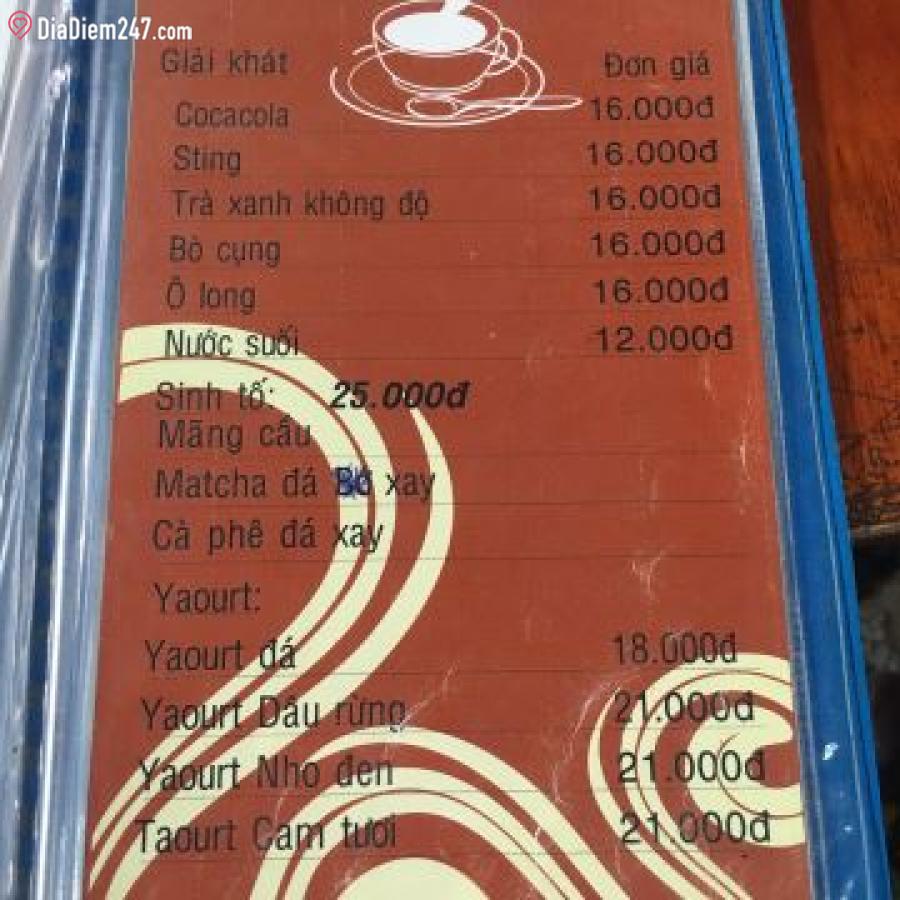 DiaDiem247.com
Giải khát Đơn giá
Cocacola 16.000đ
Sting 16.000đ
Trà xanh không độ 16.000đ
Bò cụng 16.000đ
Ô long 16.000đ
Nước suối 12.000đ
Sinh tố: 25.000đ
Mãng cầu
Matcha đá xay
Cà phê đá xay
Yaourt:
Yaourt đá 18.000đ
Yaourt Dâu rừng 21.000đ
Yaourt Nho đen 21.000đ
Taourt Cam tươi 21.000đ